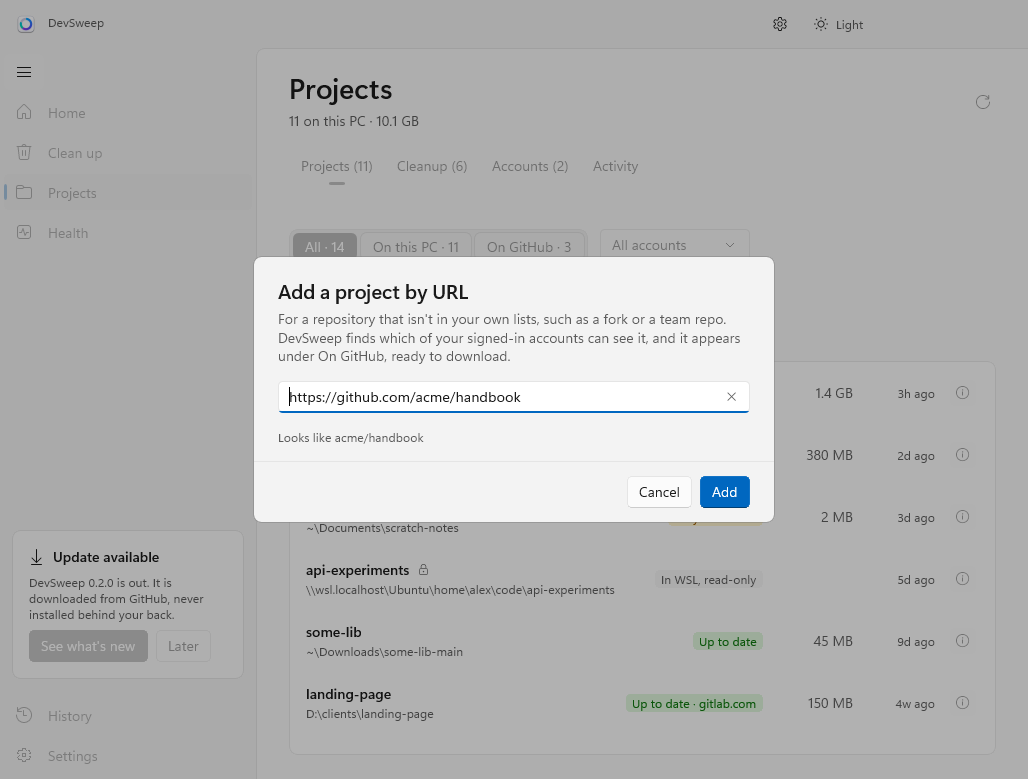 DevSweep
Light
Home
Clean up
Projects
Health
Projects
11 on this PC · 10.1 GB
Projects (11) Cleanup (6) Accounts (2) Activity
All · 14 On this PC · 11 On GitHub · 3 All accounts
Add a project by URL
For a repository that isn't in your own lists, such as a fork or a team repo.
DevSweep finds which of your signed-in accounts can see it, and it appears
under On GitHub, ready to download.
https://github.com/acme/handbook
Looks like acme/handbook
Cancel Add
1.4 GB 3h ago
380 MB 2d ago
2 MB 3d ago
~\Documents\scratch-notes
api-experiments
\\wsl.localhost\Ubuntu\home\alex\code\api-experiments
In WSL, read-only 5d ago
some-lib
~\Downloads\some-lib-main
Up to date 45 MB 9d ago
landing-page
D:\clients\landing-page
Up to date · gitlab.com 150 MB 4w ago
Update available
DevSweep 0.2.0 is out. It is
downloaded from GitHub, never
installed behind your back.
See what's new Later
History
Settings